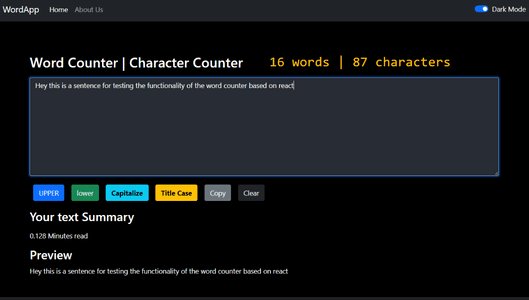 WordApp Home About Us Dark Mode
Word Counter | Character Counter 16 words | 87 characters
Hey this is a sentence for testing the functionality of the word counter based on react
UPPER lower Capitalize Title Case Copy Clear
Your text Summary
0.128 Minutes read
Preview
Hey this is a sentence for testing the functionality of the word counter based on react